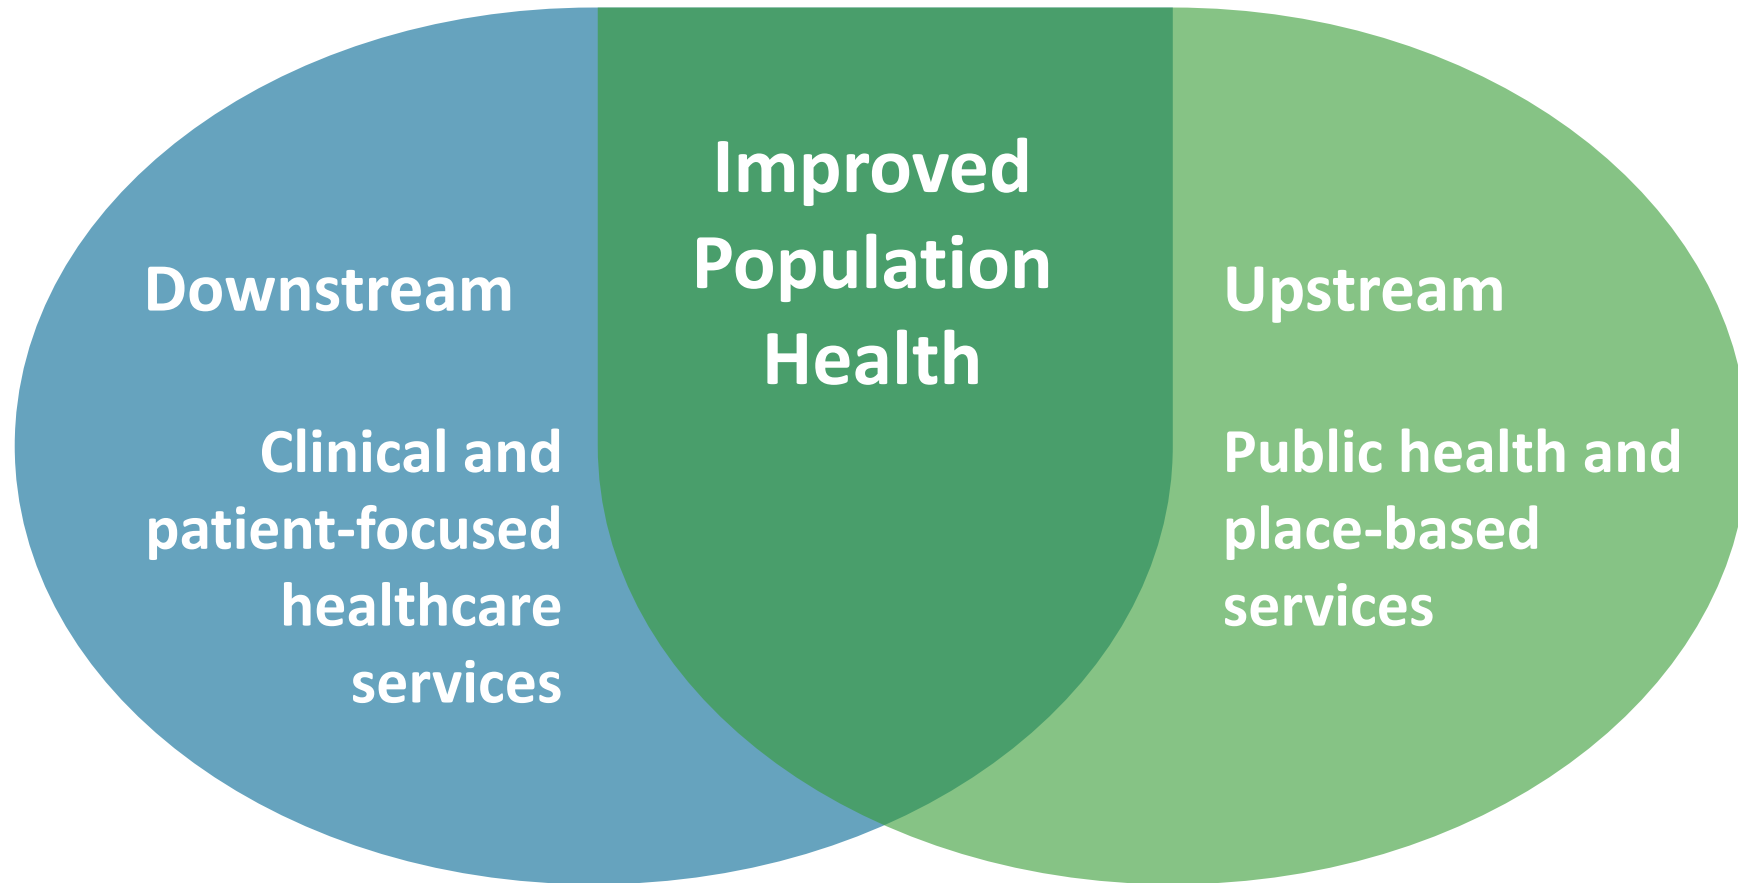 Downstream
Clinical and
patient-focused
healthcare
services
Improved
Population
Health
Upstream
Public health and
place-based
services